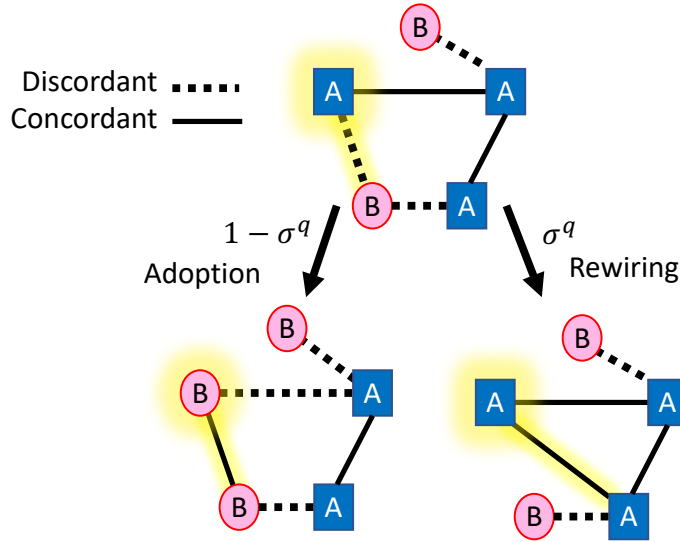 B
Discordant
A
A
Concordant
B
A
1 − σ^q
σ^q
Adoption
Rewiring
B
B
B
A
A
A
B
A
B
A